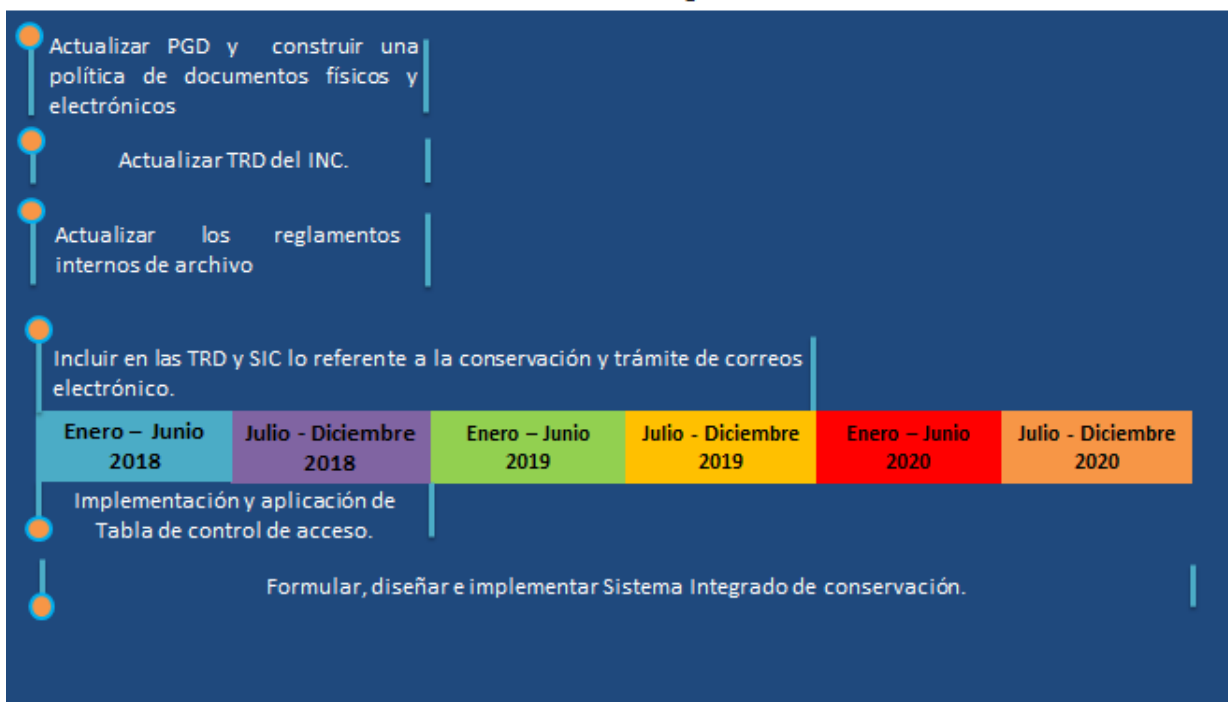 Actualizar PGD y construir una
política de documentos físicos y
electrónicos
Actualizar TRD del INC.
Actualizar los reglamentos
internos de archivo
Incluir en las TRD y SIC lo referente a la conservación y trámite de correos
electrónico.
Enero – Junio 2018
Julio - Diciembre 2018
Enero – Junio 2019
Julio - Diciembre 2019
Enero – Junio 2020
Julio - Diciembre 2020
Implementación y aplicación de
Tabla de control de acceso.
Formular, diseñar e implementar Sistema Integrado de conservación.